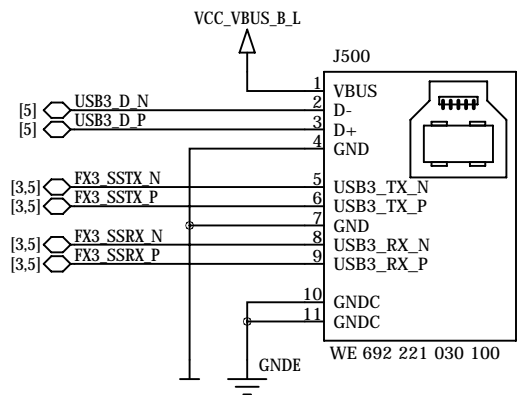 VCC_VBUS_B_L
J500
1 VBUS
[5] USB3_D_N 2 D-
[5] USB3_D_P 3 D+
4 GND
[3,5] FX3_SSTX_N 5 USB3_TX_N
[3,5] FX3_SSTX_P 6 USB3_TX_P
7 GND
[3,5] FX3_SSRX_N 8 USB3_RX_N
[3,5] FX3_SSRX_P 9 USB3_RX_P
10 GNDC
11 GNDC
WE 692 221 030 100
GNDE